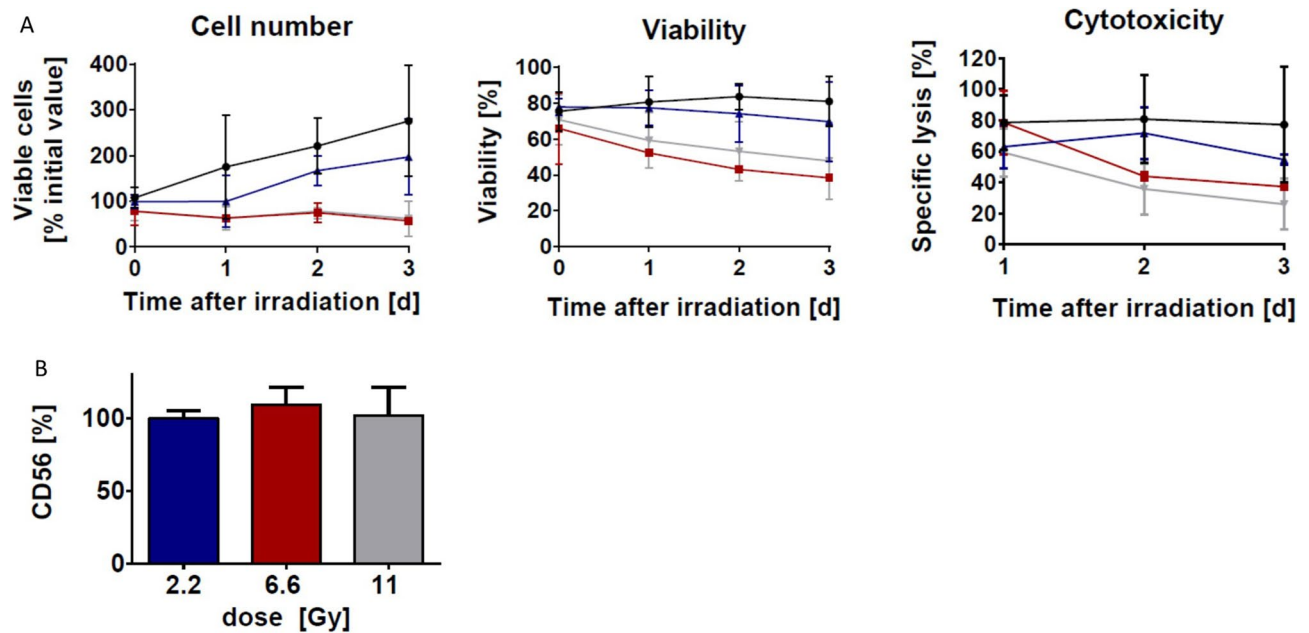 A
Cell number
Viable cells
[% initial value]
400
300
200
100
0
0 1 2 3
Time after irradiation [d]
Viability
Viability [%]
100
80
60
40
20
0
0 1 2 3
Time after irradiation [d]
Cytotoxicity
Specific lysis [%]
120
100
80
60
40
20
0
1 2 3
Time after irradiation [d]
B
CD56 [%]
100
50
0
2.2 6.6 11
dose [Gy]